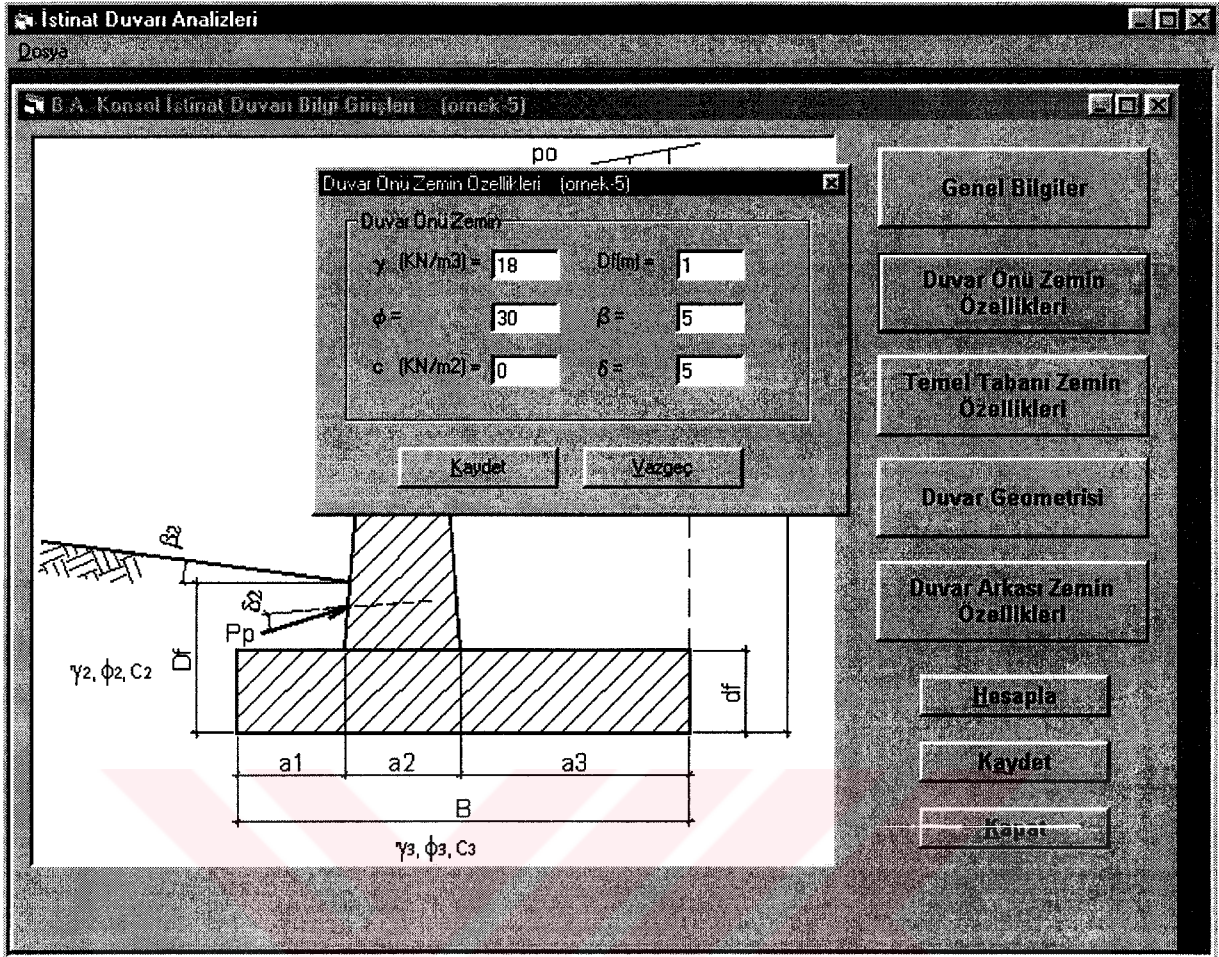 İstinat Duvarı Analizleri
Dosya
B.A. Konsol İstinat Duvarı Bilgi Girişleri (ornek-5)
po
Duvar Önü Zemin Özellikleri (ornek-5)
Duvar Önü Zemin
γ (KN/m3) = 18 Df(m) = 1
ϕ = 30 β = 5
c (KN/m2) = 0 δ = 5
Kaydet Vazgeç
Genel Bilgiler
Duvar Önü Zemin
Özellikleri
Temel Tabanı Zemin
Özellikleri
Duvar Geometrisi
Duvar Arkası Zemin
Özellikleri
Hesapla
Kaydet
Kapat
β2
δ2
Pp
Df
γ2, ϕ2, C2
df
a1 a2 a3
B
γ3, ϕ3, C3